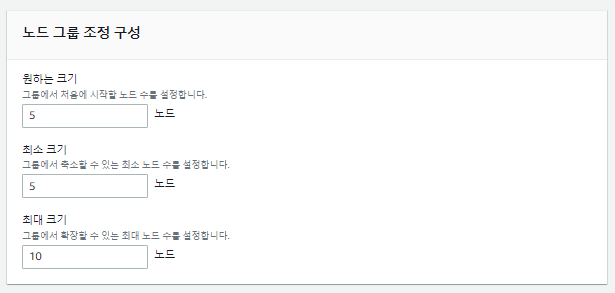 노드 그룹 조정 구성
원하는 크기
그룹에서 처음에 시작할 노드 수를 설정합니다.
5 노드
최소 크기
그룹에서 축소할 수 있는 최소 노드 수를 설정합니다.
5 노드
최대 크기
그룹에서 확장할 수 있는 최대 노드 수를 설정합니다.
10 노드